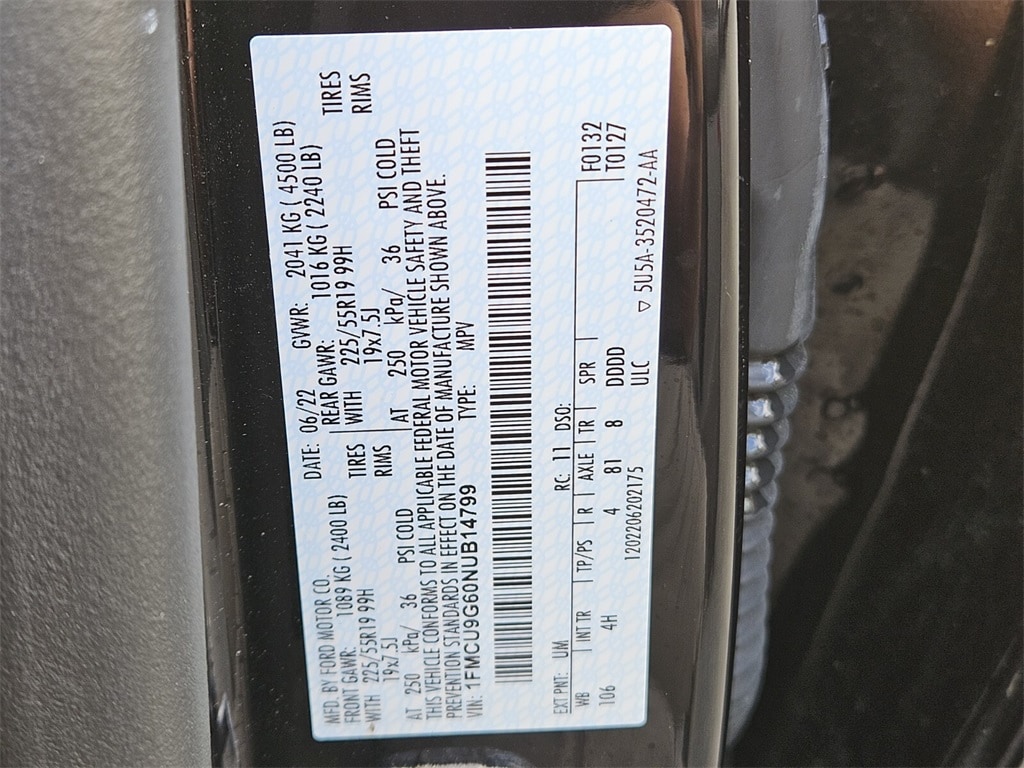 MFD. BY FORD MOTOR CO. DATE: 06/22 GVWR: 2041 KG ( 4500 LB)
FRONT GAWR: 1089 KG ( 2400 LB) REAR GAWR: 1016 KG ( 2240 LB)
WITH 225/55R19 99H TIRES WITH 225/55R19 99H TIRES
19x7.5J RIMS 19x7.5J RIMS
AT 250 kPa/ 36 PSI COLD AT 250 kPa/ 36 PSI COLD
THIS VEHICLE CONFORMS TO ALL APPLICABLE FEDERAL MOTOR VEHICLE SAFETY AND THEFT
PREVENTION STANDARDS IN EFFECT ON THE DATE OF MANUFACTURE SHOWN ABOVE.
VIN: 1FMCU9G60NUB14799 TYPE: MPV
EXT PNT: UM RC: 11 DSO: F0132
WB INT TR TP/PS R AXLE TR SPR T0127
106 4H 4 81 8 DDDD
1202206202175 ULC ▽ 5U5A-3520472-AA